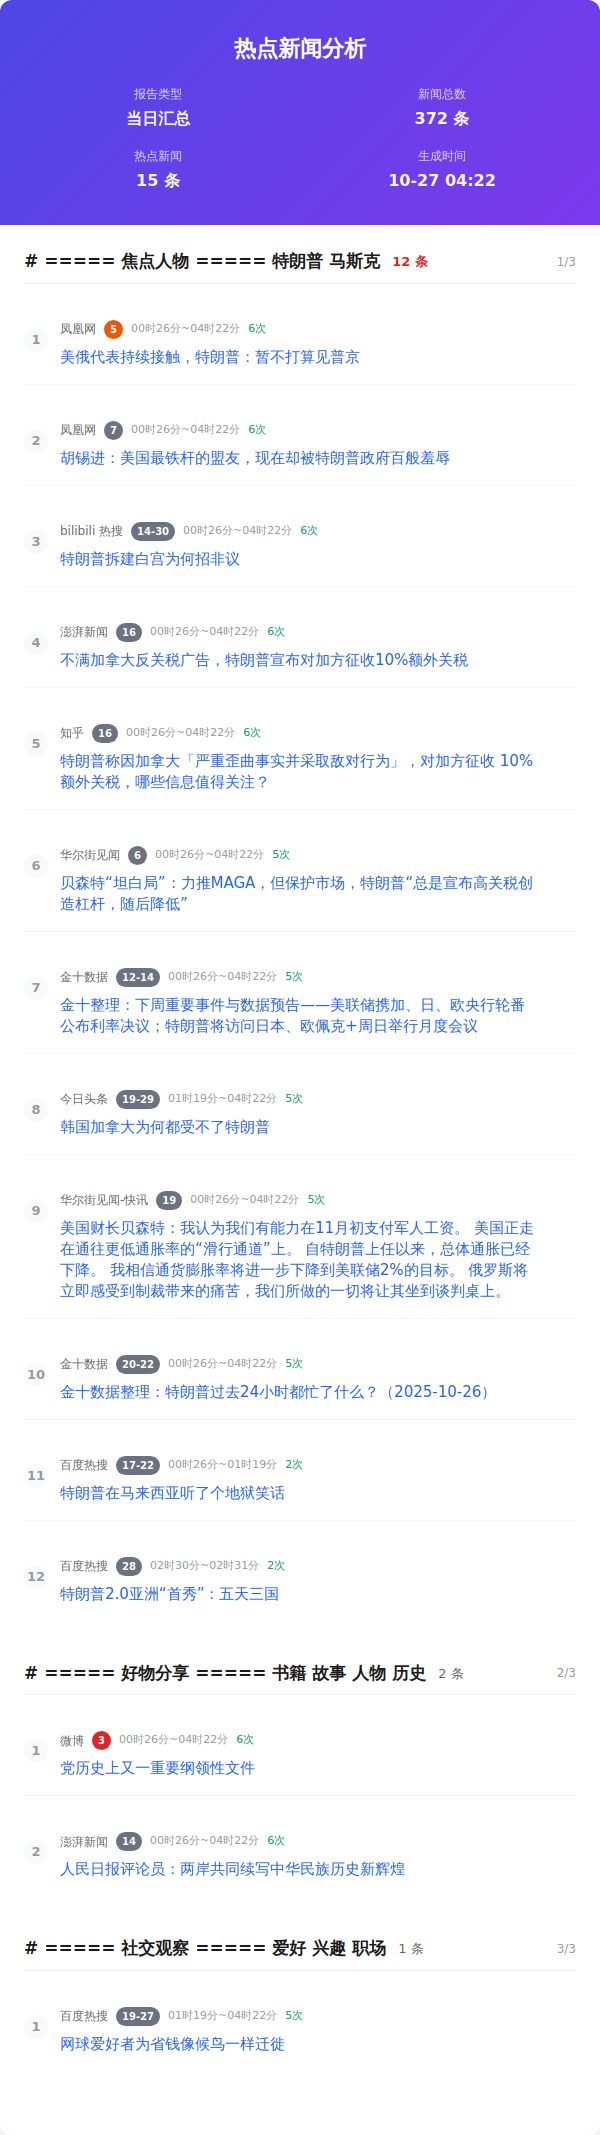 热点新闻分析
报告类型
新闻总数
当日汇总
372 条
热点新闻
生成时间
15 条
10-27 04:22
# ===== 焦点人物 ===== 特朗普 马斯克 12 条 1/3
1
凤凰网 5 00时26分~04时22分 6次
美俄代表持续接触，特朗普：暂不打算见普京
2
凤凰网 7 00时26分~04时22分 6次
胡锡进：美国最铁杆的盟友，现在却被特朗普政府百般羞辱
3
bilibili 热搜 14-30 00时26分~04时22分 6次
特朗普拆建白宫为何招非议
4
澎湃新闻 16 00时26分~04时22分 6次
不满加拿大反关税广告，特朗普宣布对加方征收10%额外关税
5
知乎 16 00时26分~04时22分 6次
特朗普称因加拿大「严重歪曲事实并采取敌对行为」，对加方征收 10%
额外关税，哪些信息值得关注？
6
华尔街见闻 6 00时26分~04时22分 5次
贝森特“坦白局”：力推MAGA，但保护市场，特朗普“总是宣布高关税创
造杠杆，随后降低”
7
金十数据 12-14 00时26分~04时22分 5次
金十整理：下周重要事件与数据预告——美联储携加、日、欧央行轮番
公布利率决议；特朗普将访问日本、欧佩克+周日举行月度会议
8
今日头条 19-29 01时19分~04时22分 5次
韩国加拿大为何都受不了特朗普
9
华尔街见闻-快讯 19 00时26分~04时22分 5次
美国财长贝森特：我认为我们有能力在11月初支付军人工资。 美国正走
在通往更低通胀率的“滑行通道”上。 自特朗普上任以来，总体通胀已经
下降。 我相信通货膨胀率将进一步下降到美联储2%的目标。 俄罗斯将
立即感受到制裁带来的痛苦，我们所做的一切将让其坐到谈判桌上。
10
金十数据 20-22 00时26分~04时22分 5次
金十数据整理：特朗普过去24小时都忙了什么？（2025-10-26）
11
百度热搜 17-22 00时26分~01时19分 2次
特朗普在马来西亚听了个地狱笑话
12
百度热搜 28 02时30分~02时31分 2次
特朗普2.0亚洲“首秀”：五天三国
# ===== 好物分享 ===== 书籍 故事 人物 历史 2 条 2/3
1
微博 3 00时26分~04时22分 6次
党历史上又一重要纲领性文件
2
澎湃新闻 14 00时26分~04时22分 6次
人民日报评论员：两岸共同续写中华民族历史新辉煌
# ===== 社交观察 ===== 爱好 兴趣 职场 1 条 3/3
1
百度热搜 19-27 01时19分~04时22分 5次
网球爱好者为省钱像候鸟一样迁徙